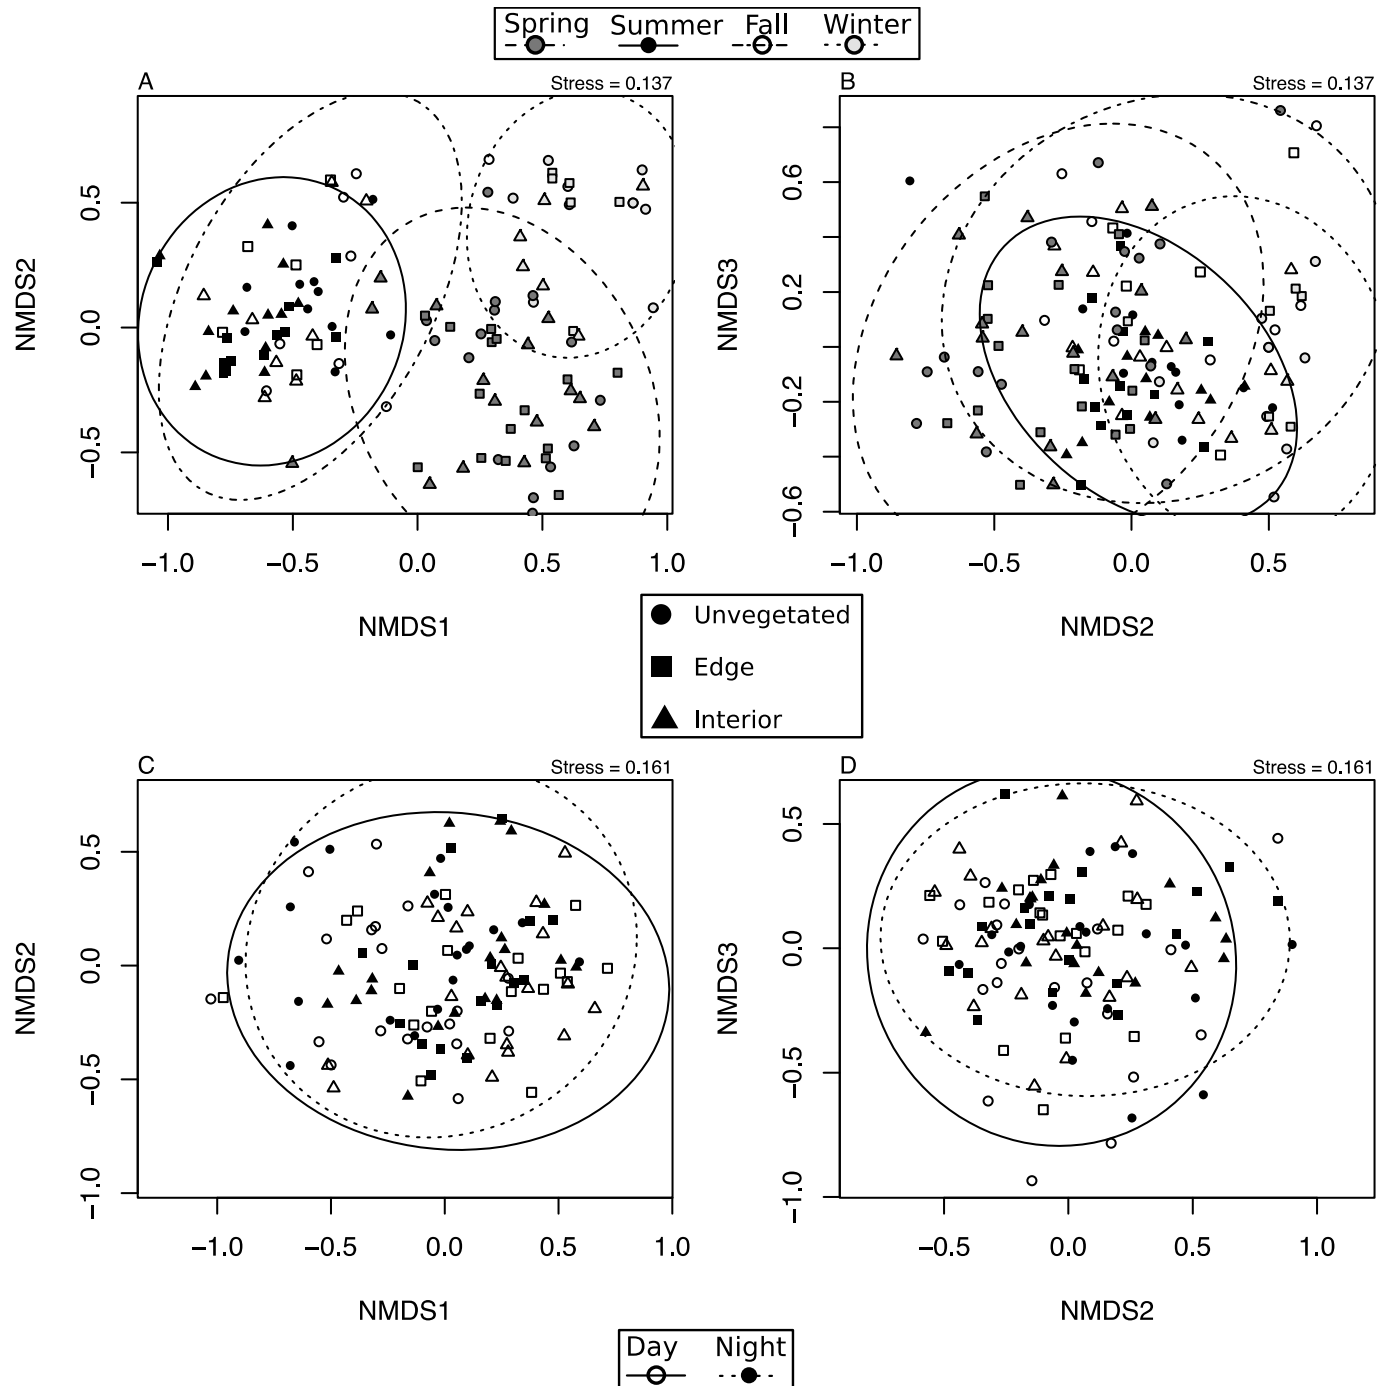 Spring Summer Fall Winter
A Stress = 0.137
B Stress = 0.137
NMDS2
0.5
0.0
−0.5
−1.0 −0.5 0.0 0.5 1.0
NMDS1
NMDS3
0.6
0.2
−0.2
−0.6
−1.0 −0.5 0.0 0.5
NMDS2
Unvegetated
Edge
Interior
C Stress = 0.161
D Stress = 0.161
NMDS2
0.5
0.0
−0.5
−1.0
−1.0 −0.5 0.0 0.5 1.0
NMDS1
NMDS3
0.5
0.0
−0.5
−1.0
−0.5 0.0 0.5 1.0
NMDS2
Day Night